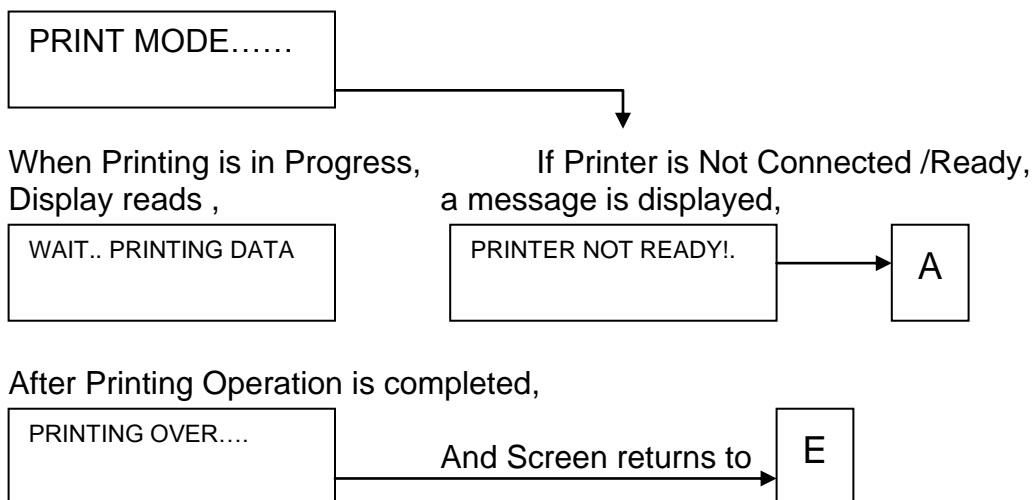 PRINT MODE……
When Printing is in Progress, If Printer is Not Connected /Ready,
Display reads , a message is displayed,
WAIT.. PRINTING DATA PRINTER NOT READY!. A
After Printing Operation is completed,
PRINTING OVER….
And Screen returns to E